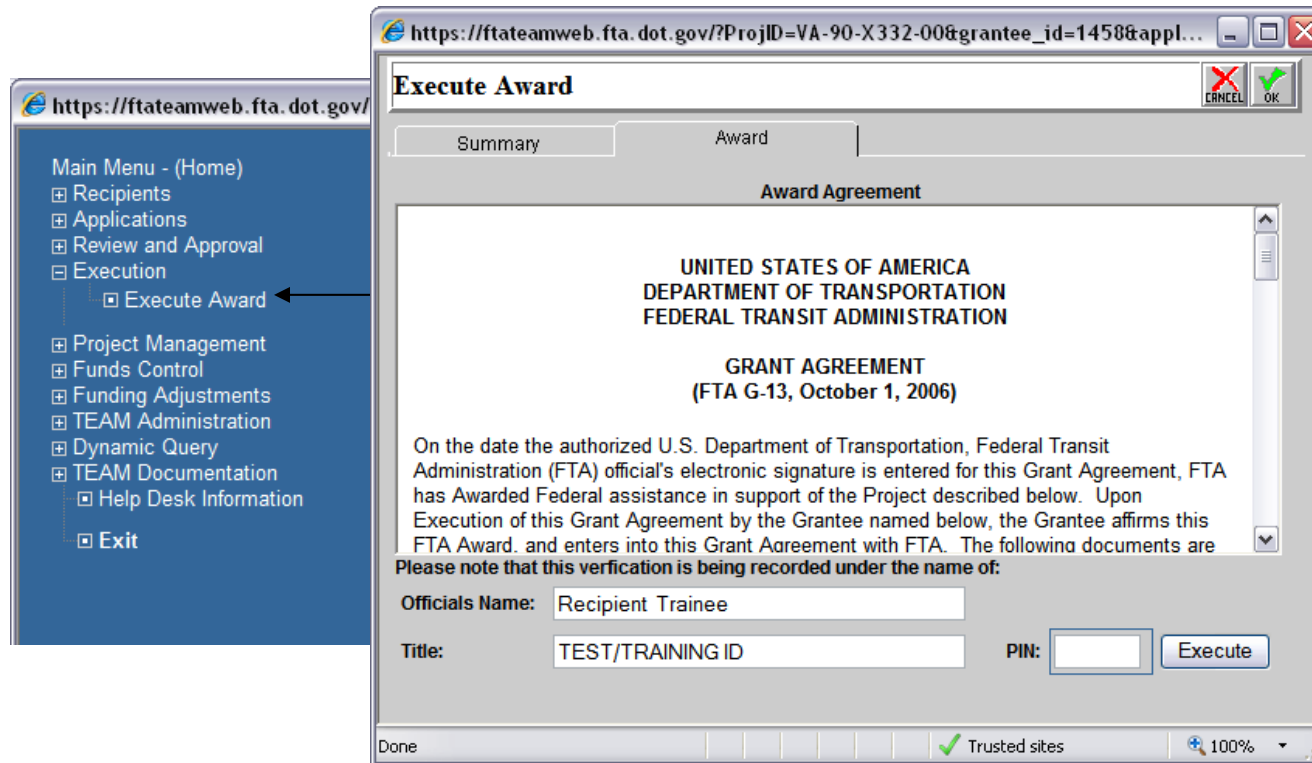 https://ftateamweb.fta.dot.gov/
Main Menu - (Home)
Recipients
Applications
Review and Approval
Execution
Execute Award
Project Management
Funds Control
Funding Adjustments
TEAM Administration
Dynamic Query
TEAM Documentation
Help Desk Information
Exit
https://ftateamweb.fta.dot.gov/?ProjID=VA-90-X332-00&grantee_id=1458&appl...
Execute Award
CANCEL OK
Summary Award
Award Agreement
UNITED STATES OF AMERICA
DEPARTMENT OF TRANSPORTATION
FEDERAL TRANSIT ADMINISTRATION
GRANT AGREEMENT
(FTA G-13, October 1, 2006)
On the date the authorized U.S. Department of Transportation, Federal Transit
Administration (FTA) official's electronic signature is entered for this Grant Agreement, FTA
has Awarded Federal assistance in support of the Project described below. Upon
Execution of this Grant Agreement by the Grantee named below, the Grantee affirms this
FTA Award, and enters into this Grant Agreement with FTA. The following documents are
Please note that this verfication is being recorded under the name of:
Officials Name: Recipient Trainee
Title: TEST/TRAINING ID PIN: Execute
Done Trusted sites 100%